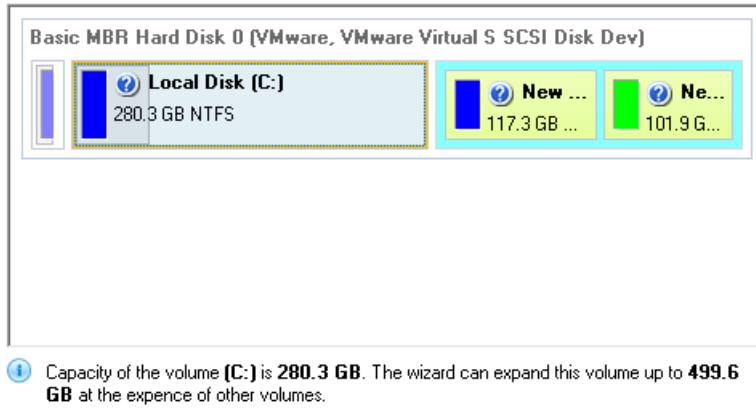 Basic MBR Hard Disk 0 (VMware, VMware Virtual S SCSI Disk Dev)
Local Disk (C:)
280.3 GB NTFS
New ...
117.3 GB ...
Ne...
101.9 G...
Capacity of the volume (C:) is 280.3 GB. The wizard can expand this volume up to 499.6
GB at the expence of other volumes.